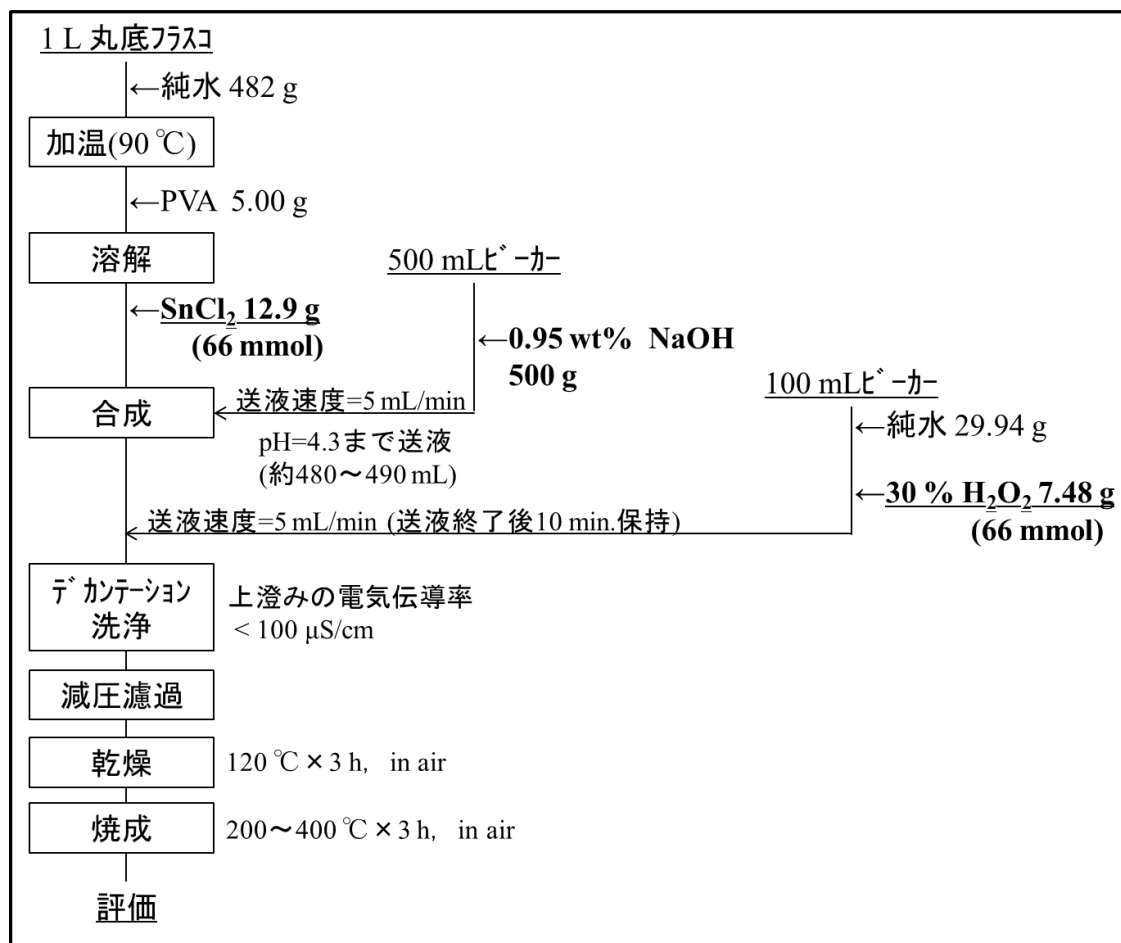 1 L 丸底ﾌﾗｽｺ
←純水 482 g
加温(90 ℃)
←PVA 5.00 g
溶解
500 mLﾋﾞｰｶｰ
←SnCl₂ 12.9 g
(66 mmol)
←0.95 wt% NaOH
500 g
100 mLﾋﾞｰｶｰ
合成
送液速度=5 mL/min
←純水 29.94 g
pH=4.3まで送液
(約480～490 mL)
←30 % H₂O₂ 7.48 g
(66 mmol)
送液速度=5 mL/min (送液終了後10 min.保持)
ﾃﾞｶﾝﾃｰｼｮﾝ
洗浄
上澄みの電気伝導率
< 100 μS/cm
減圧濾過
乾燥
120 ℃ × 3 h, in air
焼成
200～400 ℃ × 3 h, in air
評価